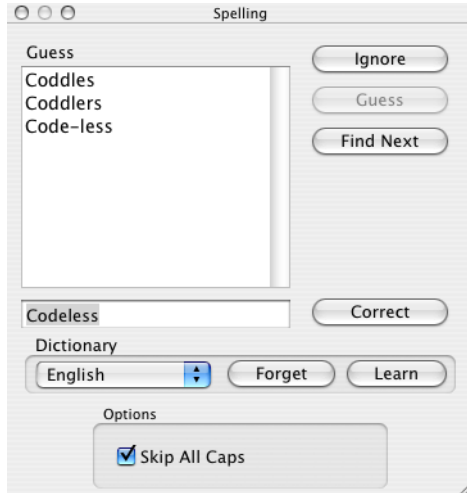 Spelling
Guess
Coddles
Coddlers
Code-less
Ignore
Guess
Find Next
Codeless
Correct
Dictionary
English
Forget
Learn
Options
Skip All Caps